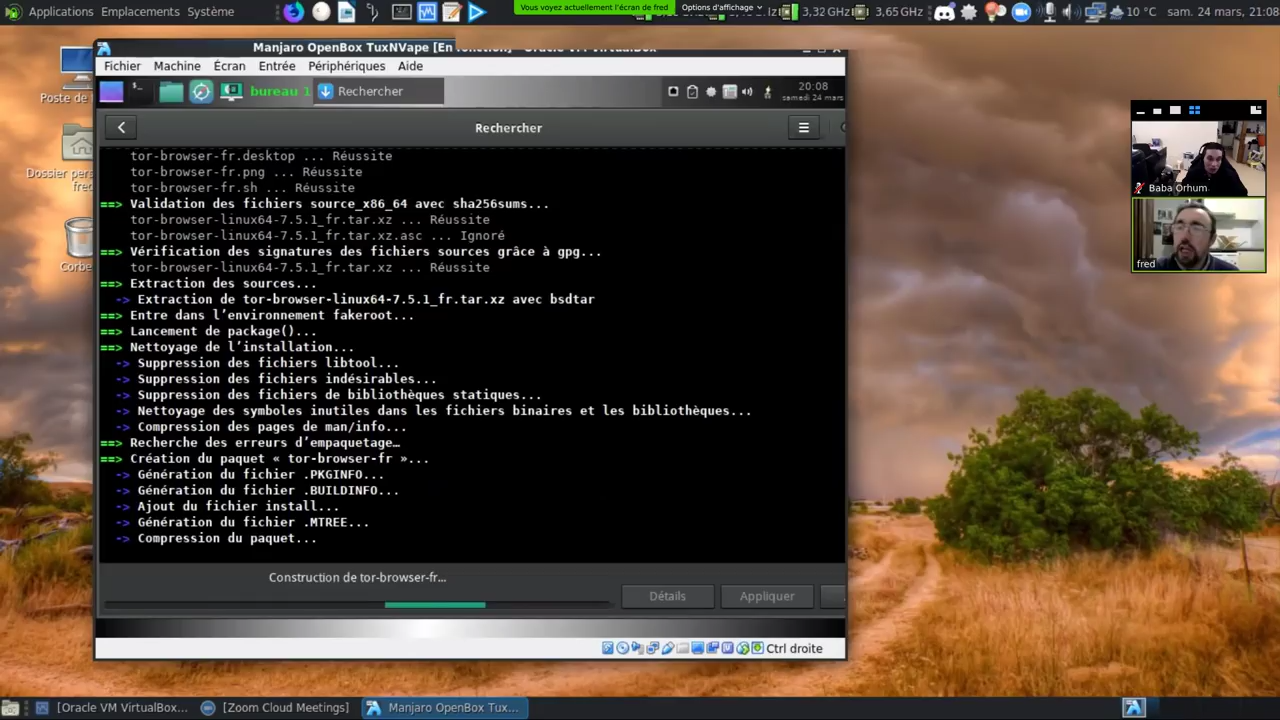 Applications Emplacements Système
Vous voyez actuellement l'écran de fred
Options d'affichage
3,32 GHz
3,65 GHz
10 °C
sam. 24 mars, 21:08
Poste de t
Dossier pers
fred
Corbe
Manjaro OpenBox TuxNVape [En fonction] - Oracle VM VirtualBox
Fichier Machine Écran Entrée Périphériques Aide
bureau 1
Rechercher
20:08
samedi 24 mars
Rechercher
tor-browser-fr.desktop ... Réussite
tor-browser-fr.png ... Réussite
tor-browser-fr.sh ... Réussite
==> Validation des fichiers source_x86_64 avec sha256sums...
tor-browser-linux64-7.5.1_fr.tar.xz ... Réussite
tor-browser-linux64-7.5.1_fr.tar.xz.asc ... Ignoré
==> Vérification des signatures des fichiers sources grâce à gpg...
tor-browser-linux64-7.5.1_fr.tar.xz ... Réussite
==> Extraction des sources...
-> Extraction de tor-browser-linux64-7.5.1_fr.tar.xz avec bsdtar
==> Entre dans l’environnement fakeroot...
==> Lancement de package()...
==> Nettoyage de l’installation...
-> Suppression des fichiers libtool...
-> Suppression des fichiers indésirables...
-> Suppression des fichiers de bibliothèques statiques...
-> Nettoyage des symboles inutiles dans les fichiers binaires et les bibliothèques...
-> Compression des pages de man/info...
==> Recherche des erreurs d’empaquetage…
==> Création du paquet « tor-browser-fr »...
-> Génération du fichier .PKGINFO...
-> Génération du fichier .BUILDINFO...
-> Ajout du fichier install...
-> Génération du fichier .MTREE...
-> Compression du paquet...
Construction de tor-browser-fr...
Détails
Appliquer
Ctrl droite
Baba Orhum
fred
[Oracle VM VirtualBox...
[Zoom Cloud Meetings]
Manjaro OpenBox Tux...